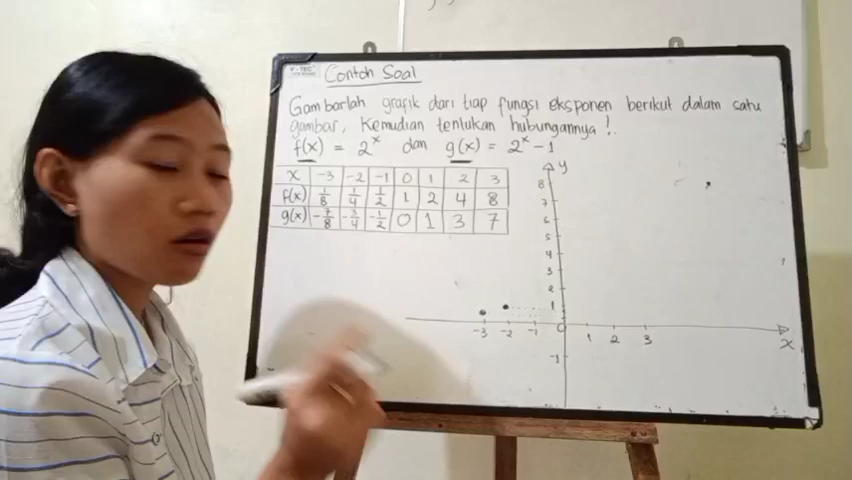 V-TEC
Contoh Soal
Gambarlah grafik dari tiap fungsi eksponen berikut dalam satu
gambar, Kemudian tentukan hubungannya !.
f(x) = 2ˣ dan g(x) = 2ˣ - 1
x -3 -2 -1 0 1 2 3
f(x) 1/8 1/4 1/2 1 2 4 8
g(x) -7/8 -3/4 -1/2 0 1 3 7
y
8
7
6
5
4
3
2
1
-3 -2 -1 0 1 2 3
x
-1